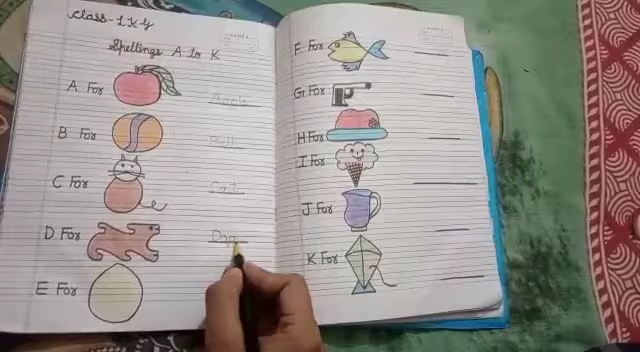 Class-LKG
Spellings A to K
A For Apple
B For Ball
C For Cat
D For Dog
E For
F For
G For
H For
I For
J For
K For